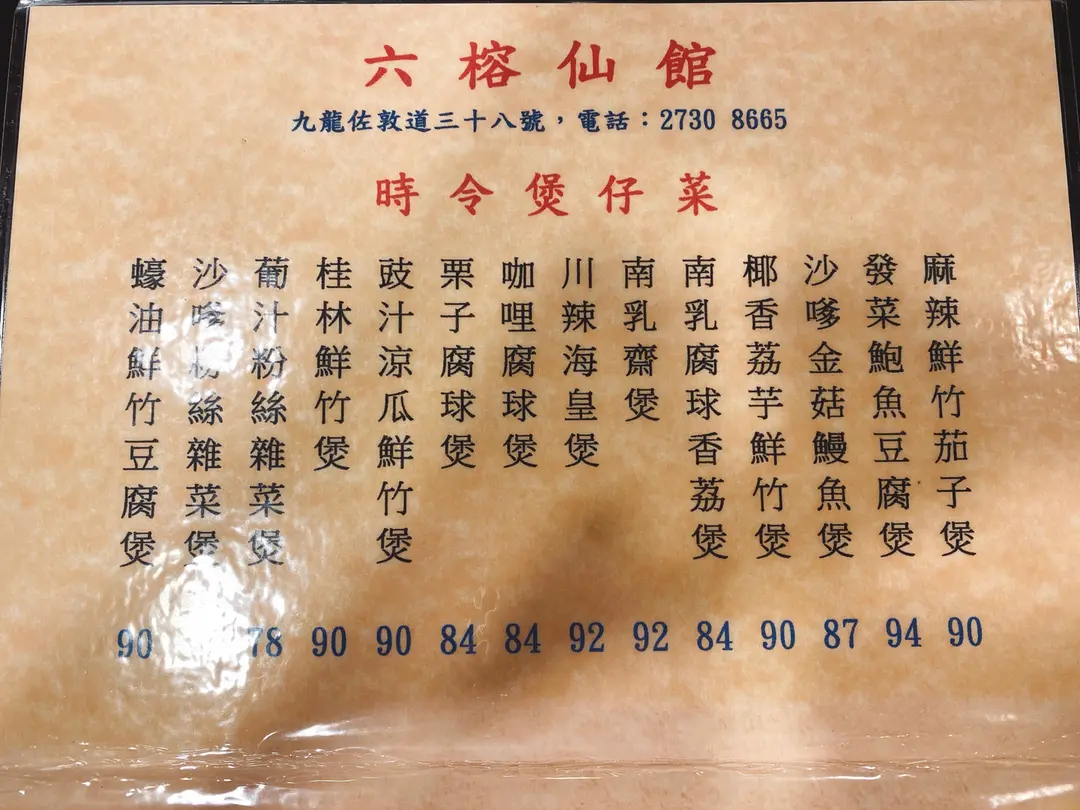 六榕仙館
九龍佐敦道三十八號，電話：2730 8665
時令煲仔菜
麻辣鮮竹茄子煲 90
發菜鮑魚豆腐煲 94
沙嗲金菇鰻魚煲 87
椰香荔芋鮮竹煲 90
南乳腐球香荔煲 84
南乳齋煲 92
川辣海皇煲 92
咖哩腐球煲 84
栗子腐球煲 84
豉汁涼瓜鮮竹煲 90
桂林鮮竹煲 90
葡汁粉絲雜菜煲 78
沙嗲粉絲雜菜煲
蠔油鮮竹豆腐煲 90